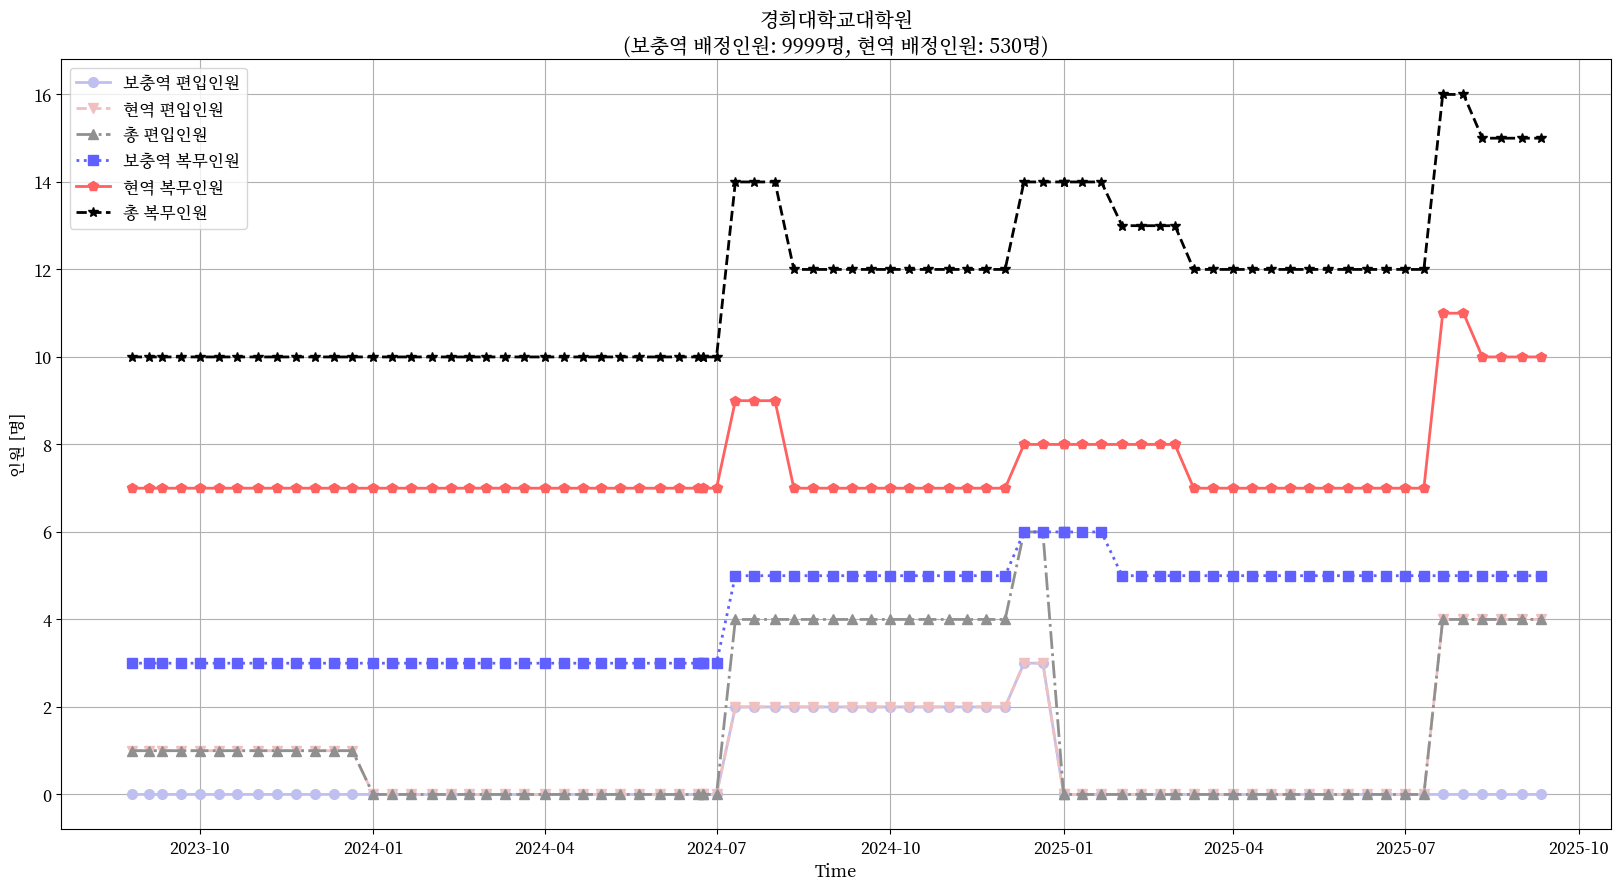 경희대학교대학원
(보충역 배정인원: 9999명, 현역 배정인원: 530명)
보충역 편입인원
현역 편입인원
총 편입인원
보충역 복무인원
현역 복무인원
총 복무인원
16
14
12
10
8
6
4
2
0
인원 [명]
2023-10
2024-01
2024-04
2024-07
2024-10
2025-01
2025-04
2025-07
2025-10
Time